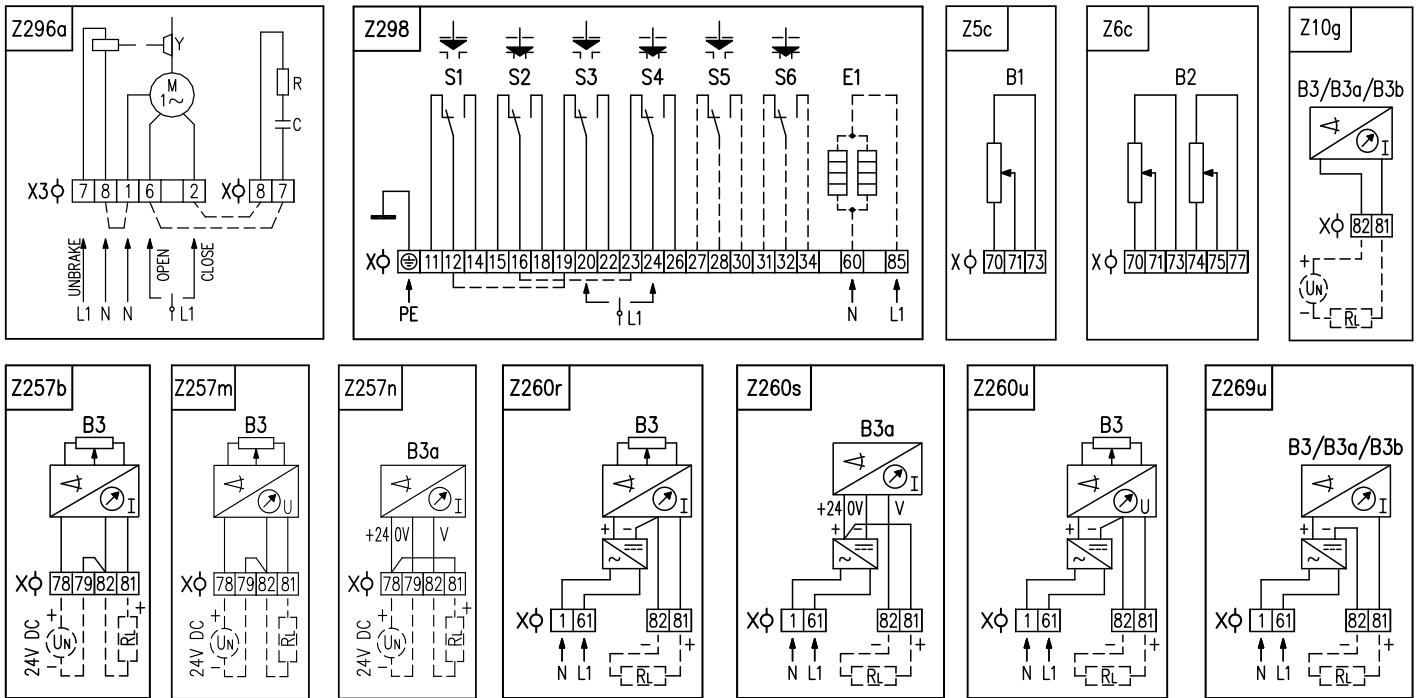 Z296a
Y
M
1~
R
C
X3 7 8 1 6 2 X 8 7
UNBRAKE
OPEN
CLOSE
L1 N N L1
Z298
S1 S2 S3 S4 S5 S6 E1
X 11 12 14 15 16 18 19 20 22 23 24 26 27 28 30 31 32 34 60 85
PE L1 N L1
Z5c
B1
X 70 71 73
Z6c
B2
X 70 71 73 74 75 77
Z10g
B3/B3a/B3b
I
X 82 81
+
UN
−
RL
Z257b
B3
I
X 78 79 82 81
24V DC
+ +
UN
−
RL
Z257m
B3
U
X 78 79 82 81
24V DC
+ +
UN
−
RL
Z257n
B3a
I
+24 0V V
X 78 79 82 81
24V DC
+ +
UN
−
RL
Z260r
B3
I
+ −
~
X 1 61 82 81
− +
N L1 RL
Z260s
B3a
I
+24 0V V
+ −
~
X 1 61 82 81
− +
N L1 RL
Z260u
B3
U
+ −
~
X 1 61 82 81
− +
N L1 RL
Z269u
B3/B3a/B3b
I
+ −
~
X 1 61 82 81
− +
N L1 RL